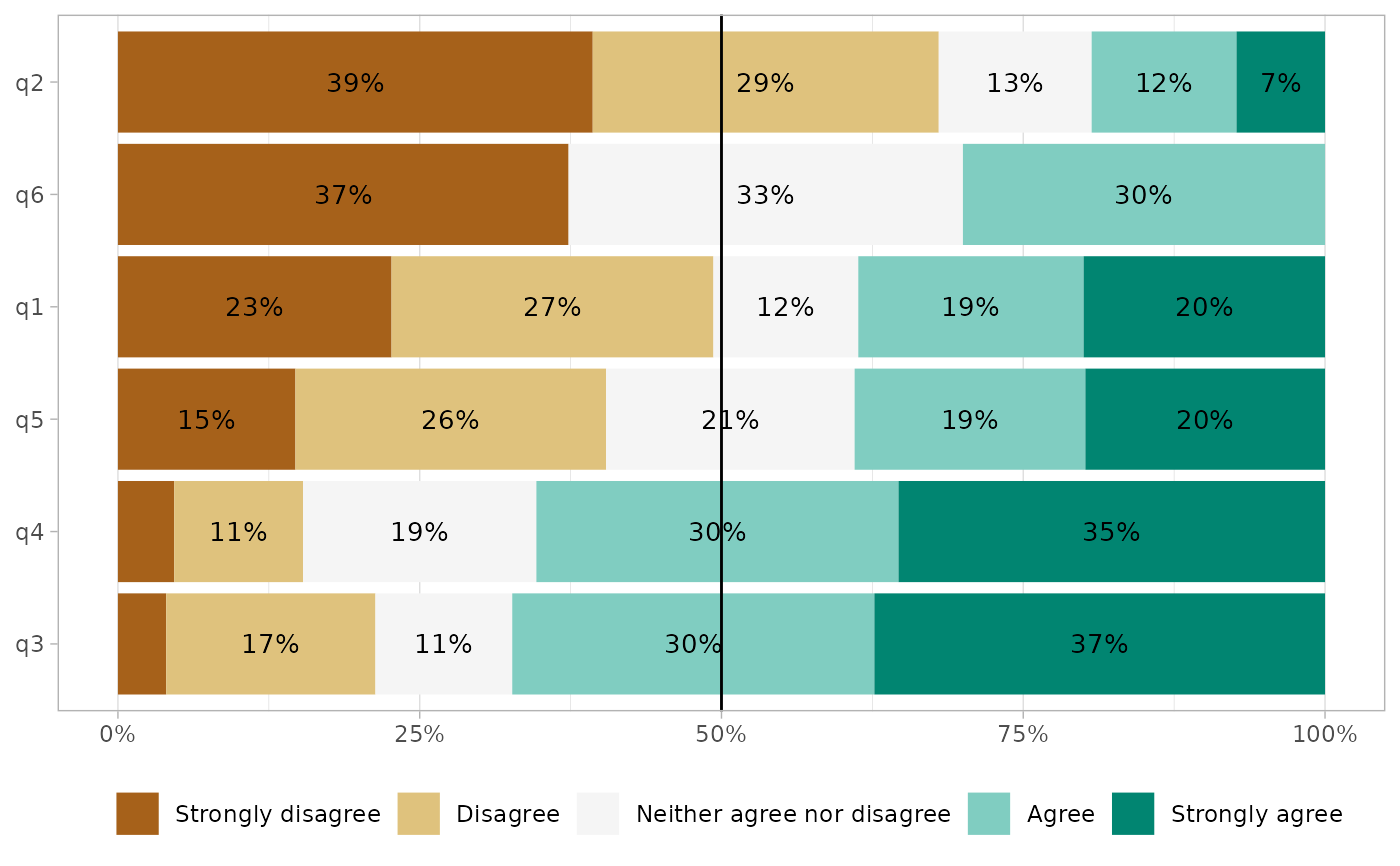 q2 39% 29% 13% 12% 7%
q6 37% 33% 30%
q1 23% 27% 12% 19% 20%
q5 15% 26% 21% 19% 20%
q4 11% 19% 30% 35%
q3 17% 11% 30% 37%
0% 25% 50% 75% 100%
Strongly disagree Disagree Neither agree nor disagree Agree Strongly agree